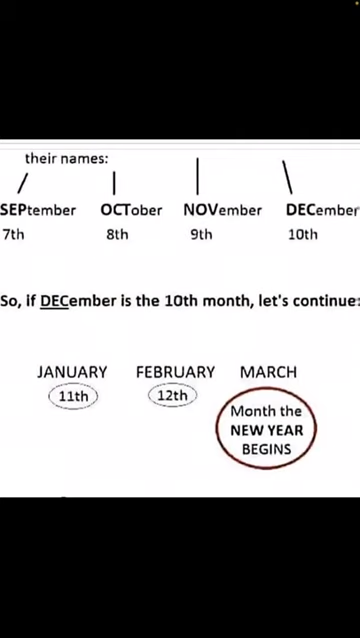 their names:
SEPtember OCTober NOVember DECember
7th 8th 9th 10th
So, if DECember is the 10th month, let's continue:
JANUARY FEBRUARY MARCH
11th 12th Month the
NEW YEAR
BEGINS